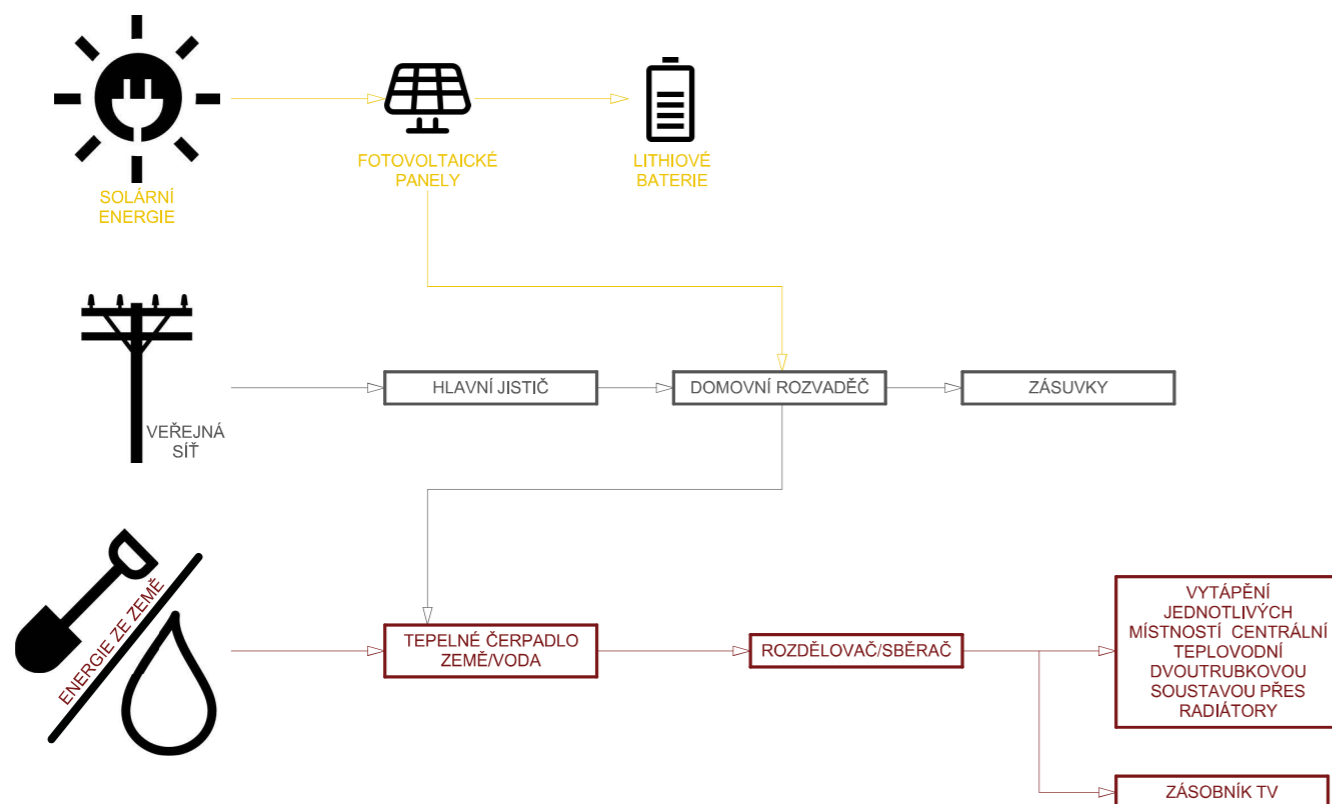 SOLÁRNÍ
ENERGIE
FOTOVOLTAICKÉ
PANELY
LITHIOVÉ
BATERIE
VEŘEJNÁ
SÍŤ
HLAVNÍ JISTIČ
DOMOVNÍ ROZVADĚČ
ZÁSUVKY
ENERGIE ZE ZEMĚ
TEPELNÉ ČERPADLO
ZEMĚ/VODA
ROZDĚLOVAČ/SBĚRAČ
VYTÁPĚNÍ
JEDNOTLIVÝCH
MÍSTNOSTÍ CENTRÁLNÍ
TEPLOVODNÍ
DVOUTRUBKOVOU
SOUSTAVOU PŘES
RADIÁTORY
ZÁSOBNÍK TV